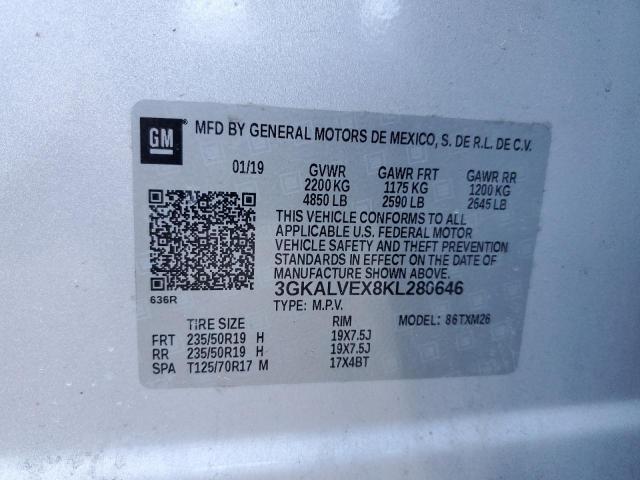 GM
MFD BY GENERAL MOTORS DE MEXICO, S. DE R.L. DE C.V.
01/19 GVWR GAWR FRT GAWR RR
2200 KG 1175 KG 1200 KG
4850 LB 2590 LB 2645 LB
THIS VEHICLE CONFORMS TO ALL
APPLICABLE U.S. FEDERAL MOTOR
VEHICLE SAFETY AND THEFT PREVENTION
STANDARDS IN EFFECT ON THE DATE OF
MANUFACTURE SHOWN ABOVE.
3GKALVEX8KL280646
636R
TYPE: M.P.V.
MODEL: 86TXM26
TIRE SIZE RIM
FRT 235/50R19 H 19X7.5J
RR 235/50R19 H 19X7.5J
SPA T125/70R17 M 17X4BT